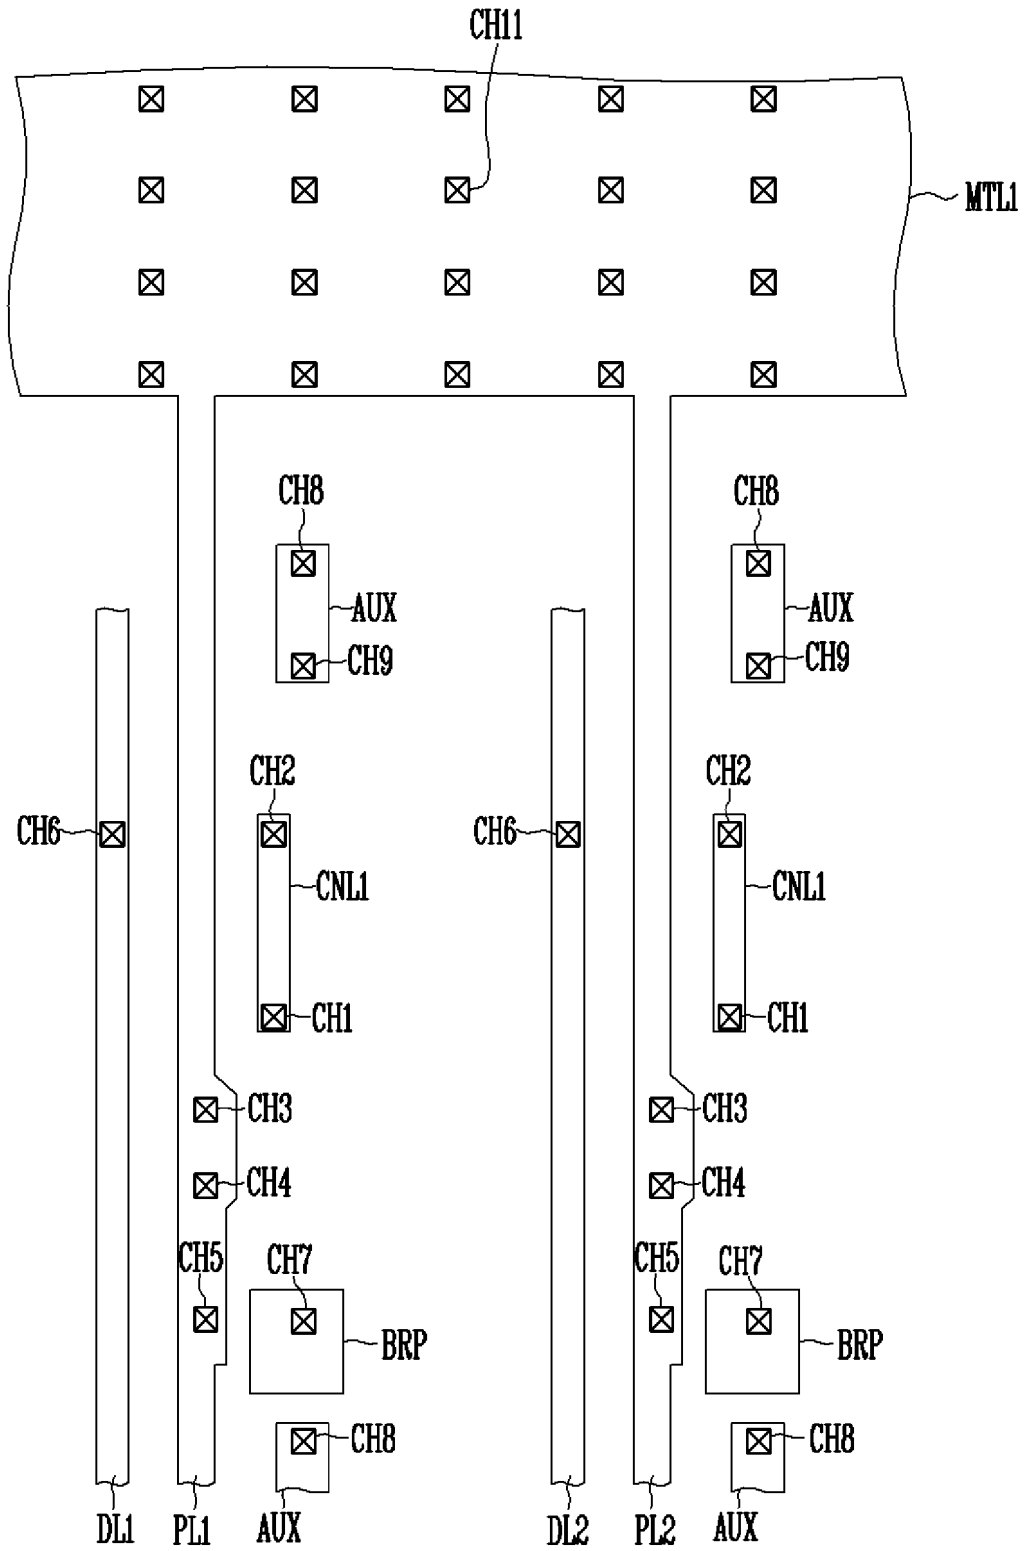 CH11
MTL1
CH8 CH8
AUX AUX
CH9 CH9
CH2 CH2
CH6 CH6
CNL1 CNL1
CH1 CH1
CH3 CH3
CH4 CH4
CH5 CH7 CH5 CH7
BRP BRP
CH8 CH8
DL1 PL1 AUX DL2 PL2 AUX